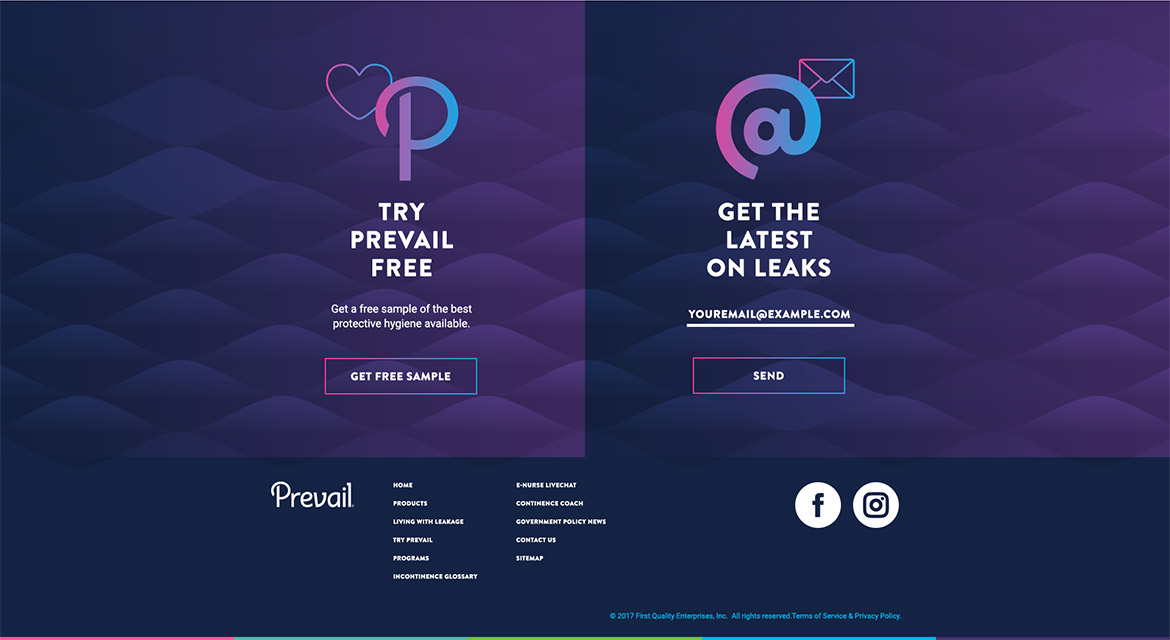 TRY
PREVAIL
FREE
Get a free sample of the best
protective hygiene available.
GET FREE SAMPLE
GET THE
LATEST
ON LEAKS
YOUREMAIL@EXAMPLE.COM
SEND
Prevail
HOME
PRODUCTS
LIVING WITH LEAKAGE
TRY PREVAIL
PROGRAMS
INCONTINENCE GLOSSARY
E-NURSE LIVECHAT
CONTINENCE COACH
GOVERNMENT POLICY NEWS
CONTACT US
SITEMAP
© 2017 First Quality Enterprises, Inc.  All rights reserved.Terms of Service & Privacy Policy.